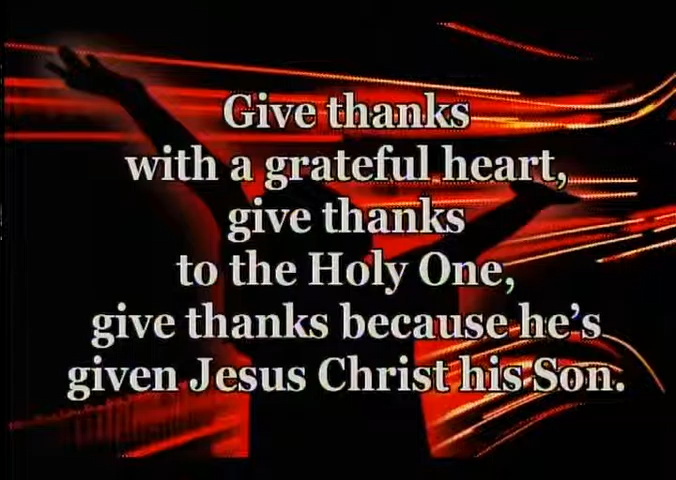 Give thanks
with a grateful heart,
give thanks
to the Holy One,
give thanks because he's
given Jesus Christ his Son.